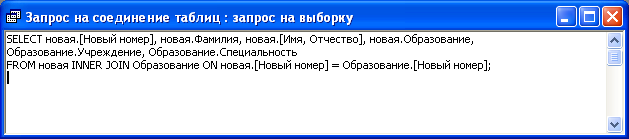 Запрос на соединение таблиц : запрос на выборку
SELECT новая.[Новый номер], новая.Фамилия, новая.[Имя, Отчество], новая.Образование,
Образование.Учреждение, Образование.Специальность
FROM новая INNER JOIN Образование ON новая.[Новый номер] = Образование.[Новый номер];